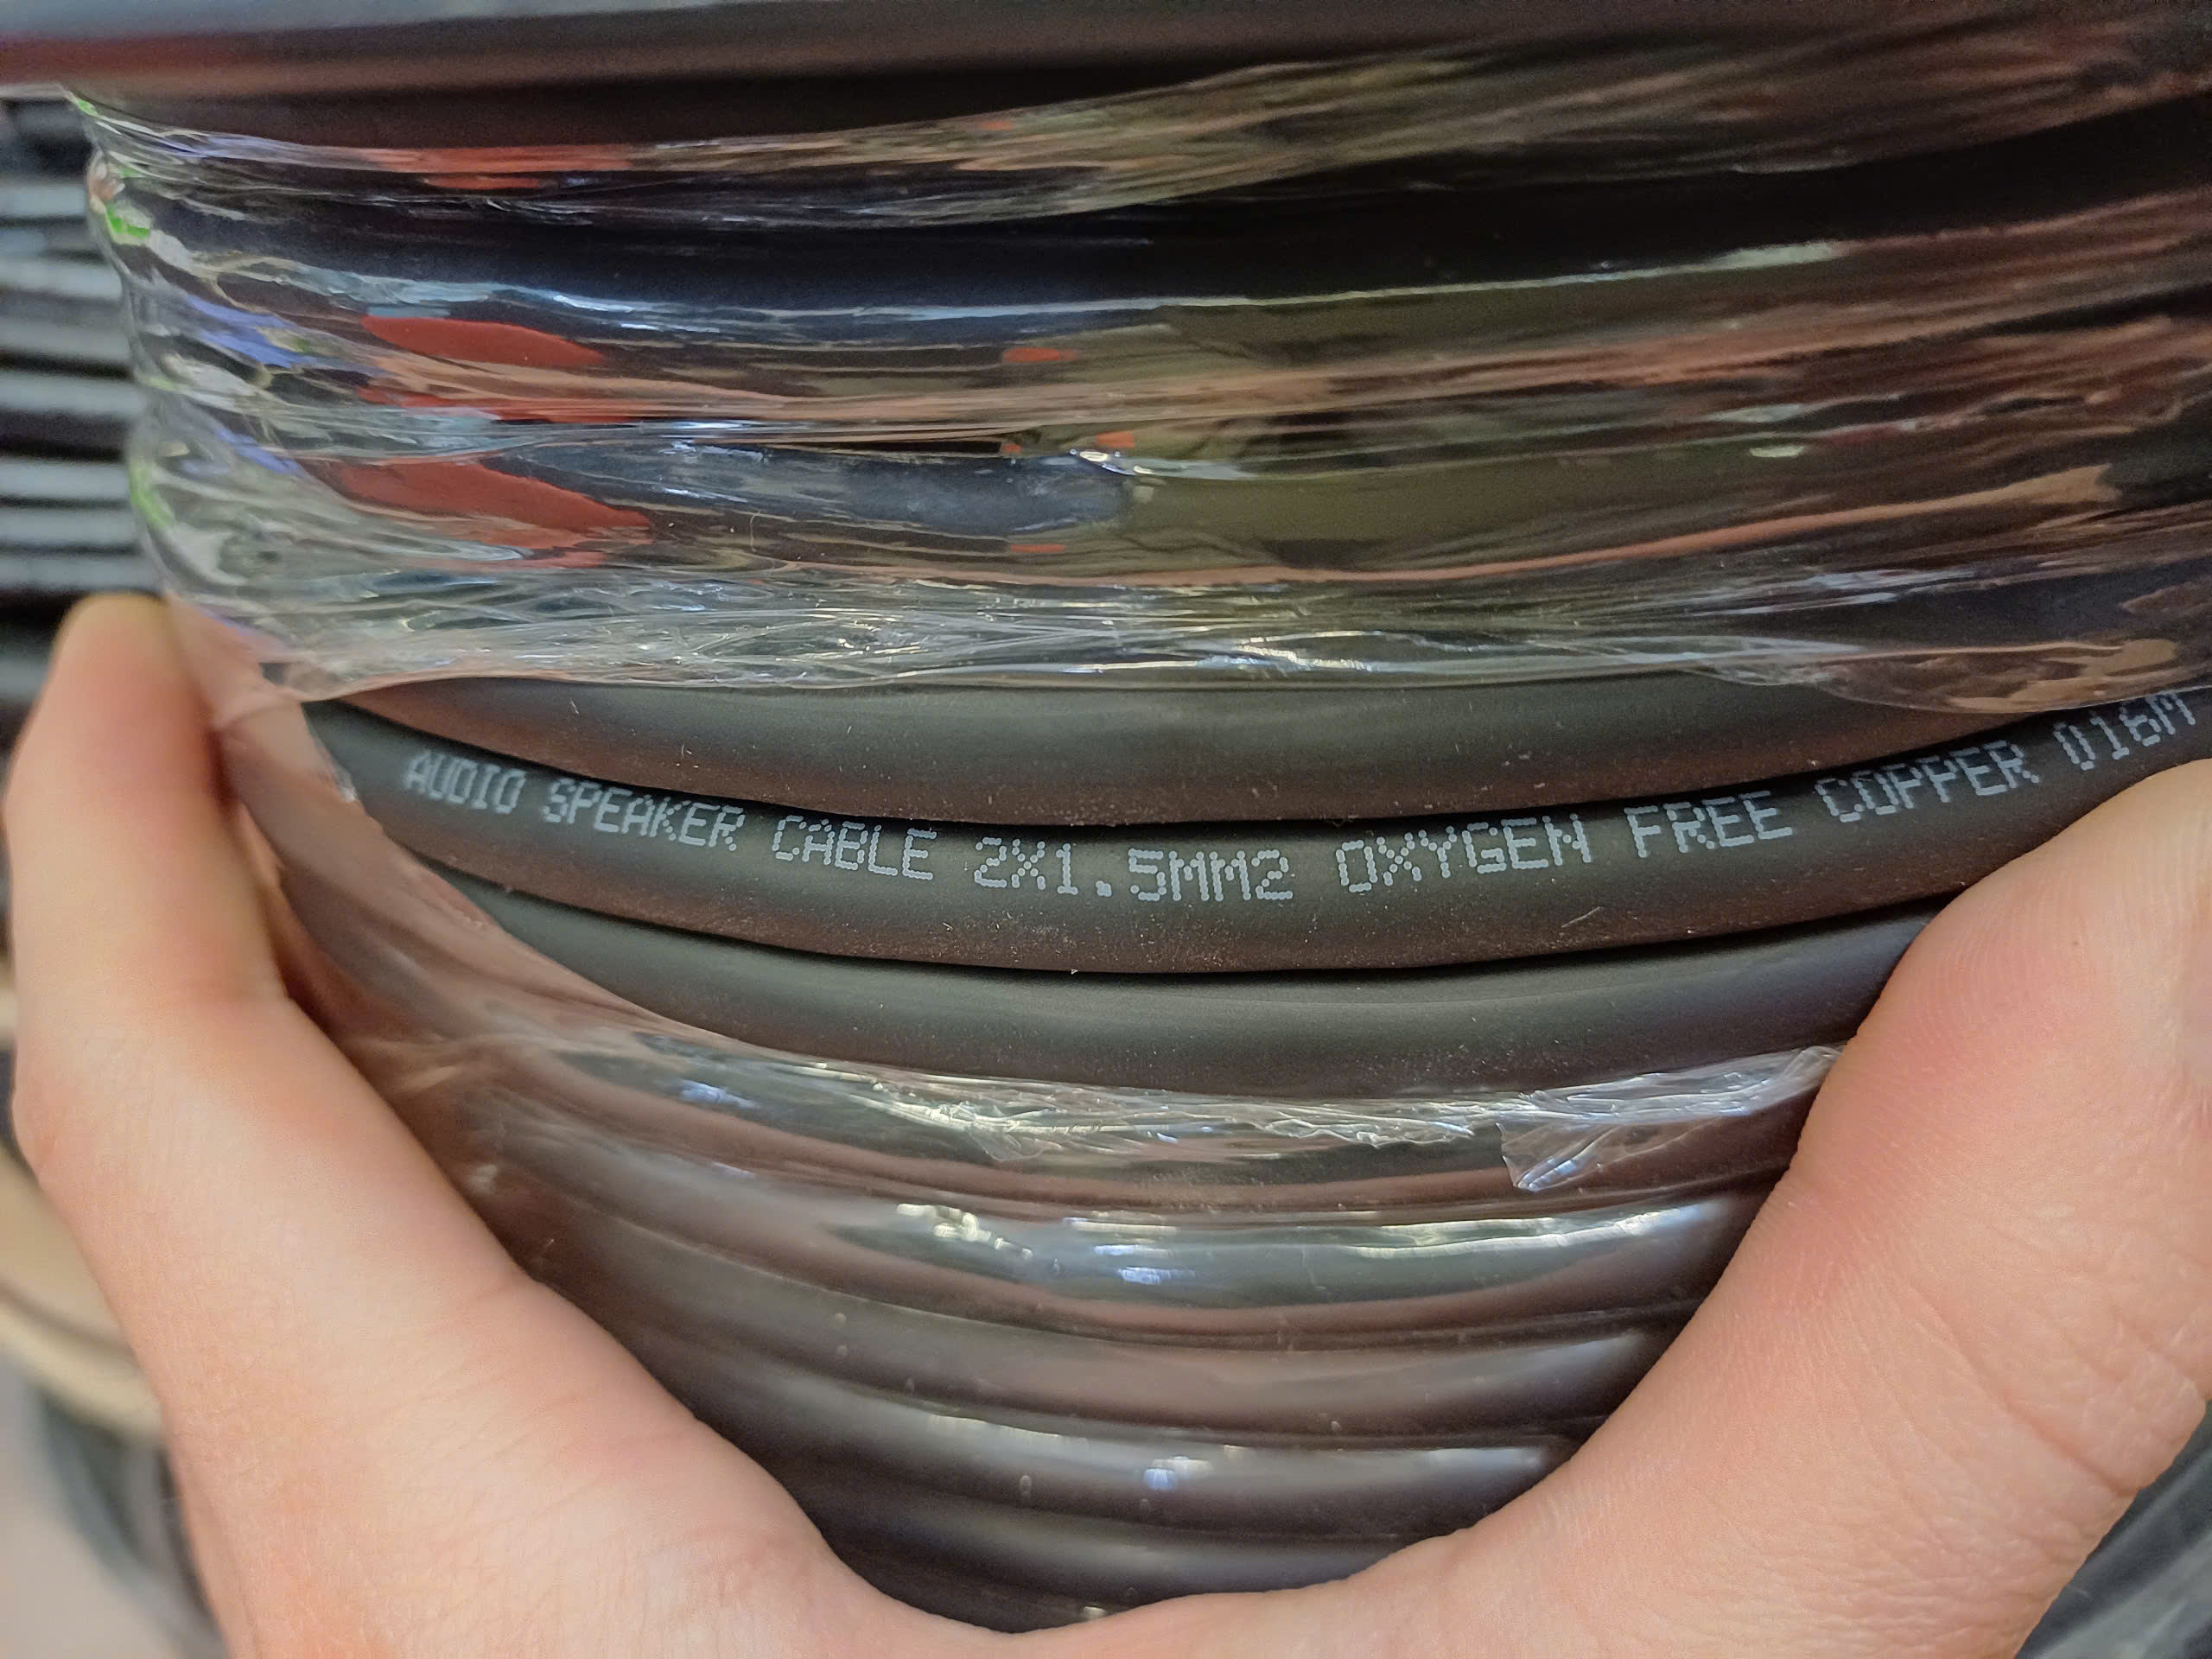 AUDIO SPEAKER CABLE 2X1.5MM2 OXYGEN FREE COPPER 016M